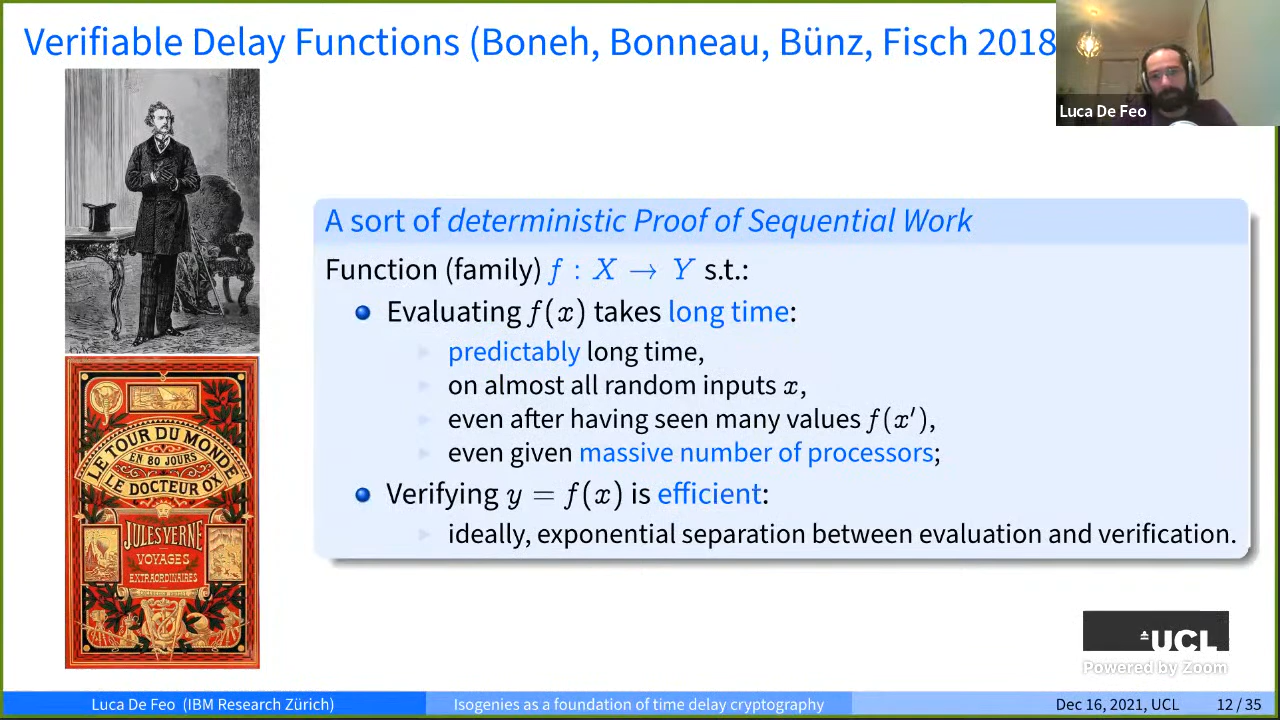 Verifiable Delay Functions (Boneh, Bonneau, Bünz, Fisch 2018
Luca De Feo
A sort of deterministic Proof of Sequential Work
Function (family) f : X → Y s.t.:
Evaluating f(x) takes long time:
predictably long time,
on almost all random inputs x,
even after having seen many values f(x′),
even given massive number of processors;
Verifying y = f(x) is efficient:
ideally, exponential separation between evaluation and verification.
LE TOUR DU MONDE
EN 80 JOURS
LE DOCTEUR OX
JULES VERNE
VOYAGES
EXTRAORDINAIRES
UCL
Powered by Zoom
Luca De Feo (IBM Research Zürich)
Isogenies as a foundation of time delay cryptography
Dec 16, 2021, UCL
12 / 35